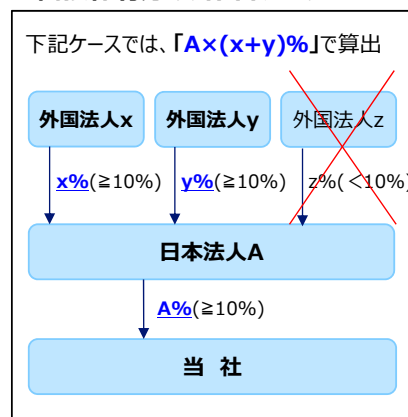 下記ケースでは、「A×(x+y)%」で算出
外国法人x 外国法人y 外国法人z
x%(≧10%) y%(≧10%) z%(<10%)
日本法人A
A%(≧10%)
当 社